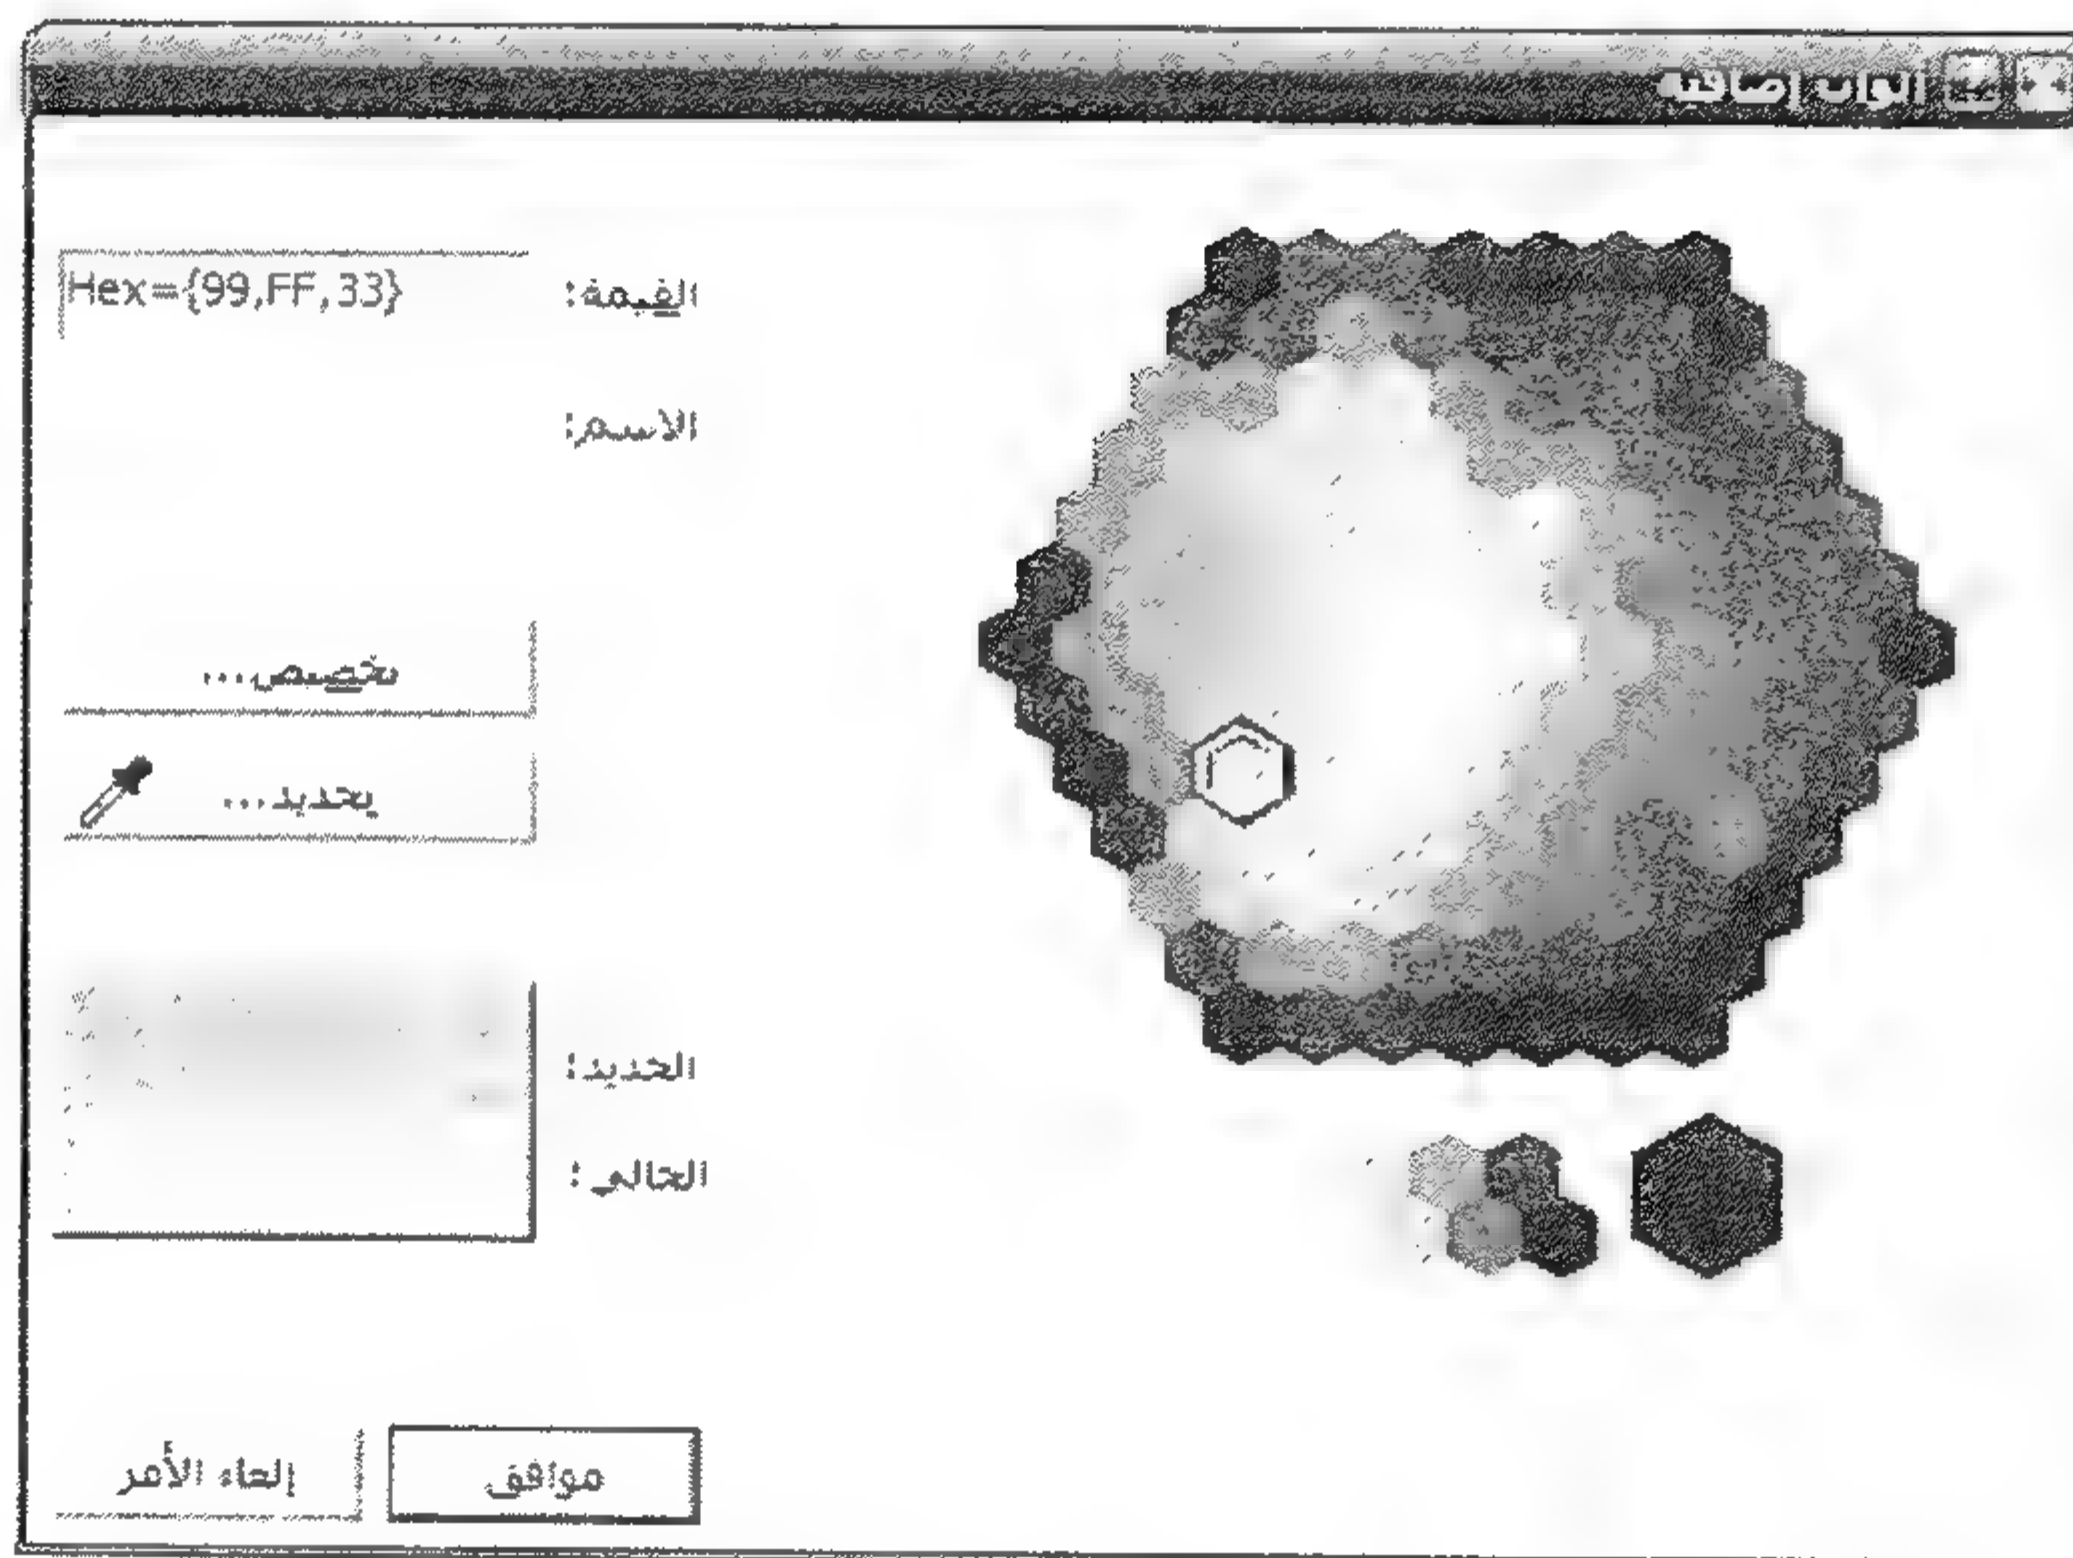 ألوان إضافية
القيمة: Hex={99,FF,33}
الاسم:
تخصيص...
تحديد...
الجديد:
الحالي:
موافق
إلغاء الأمر